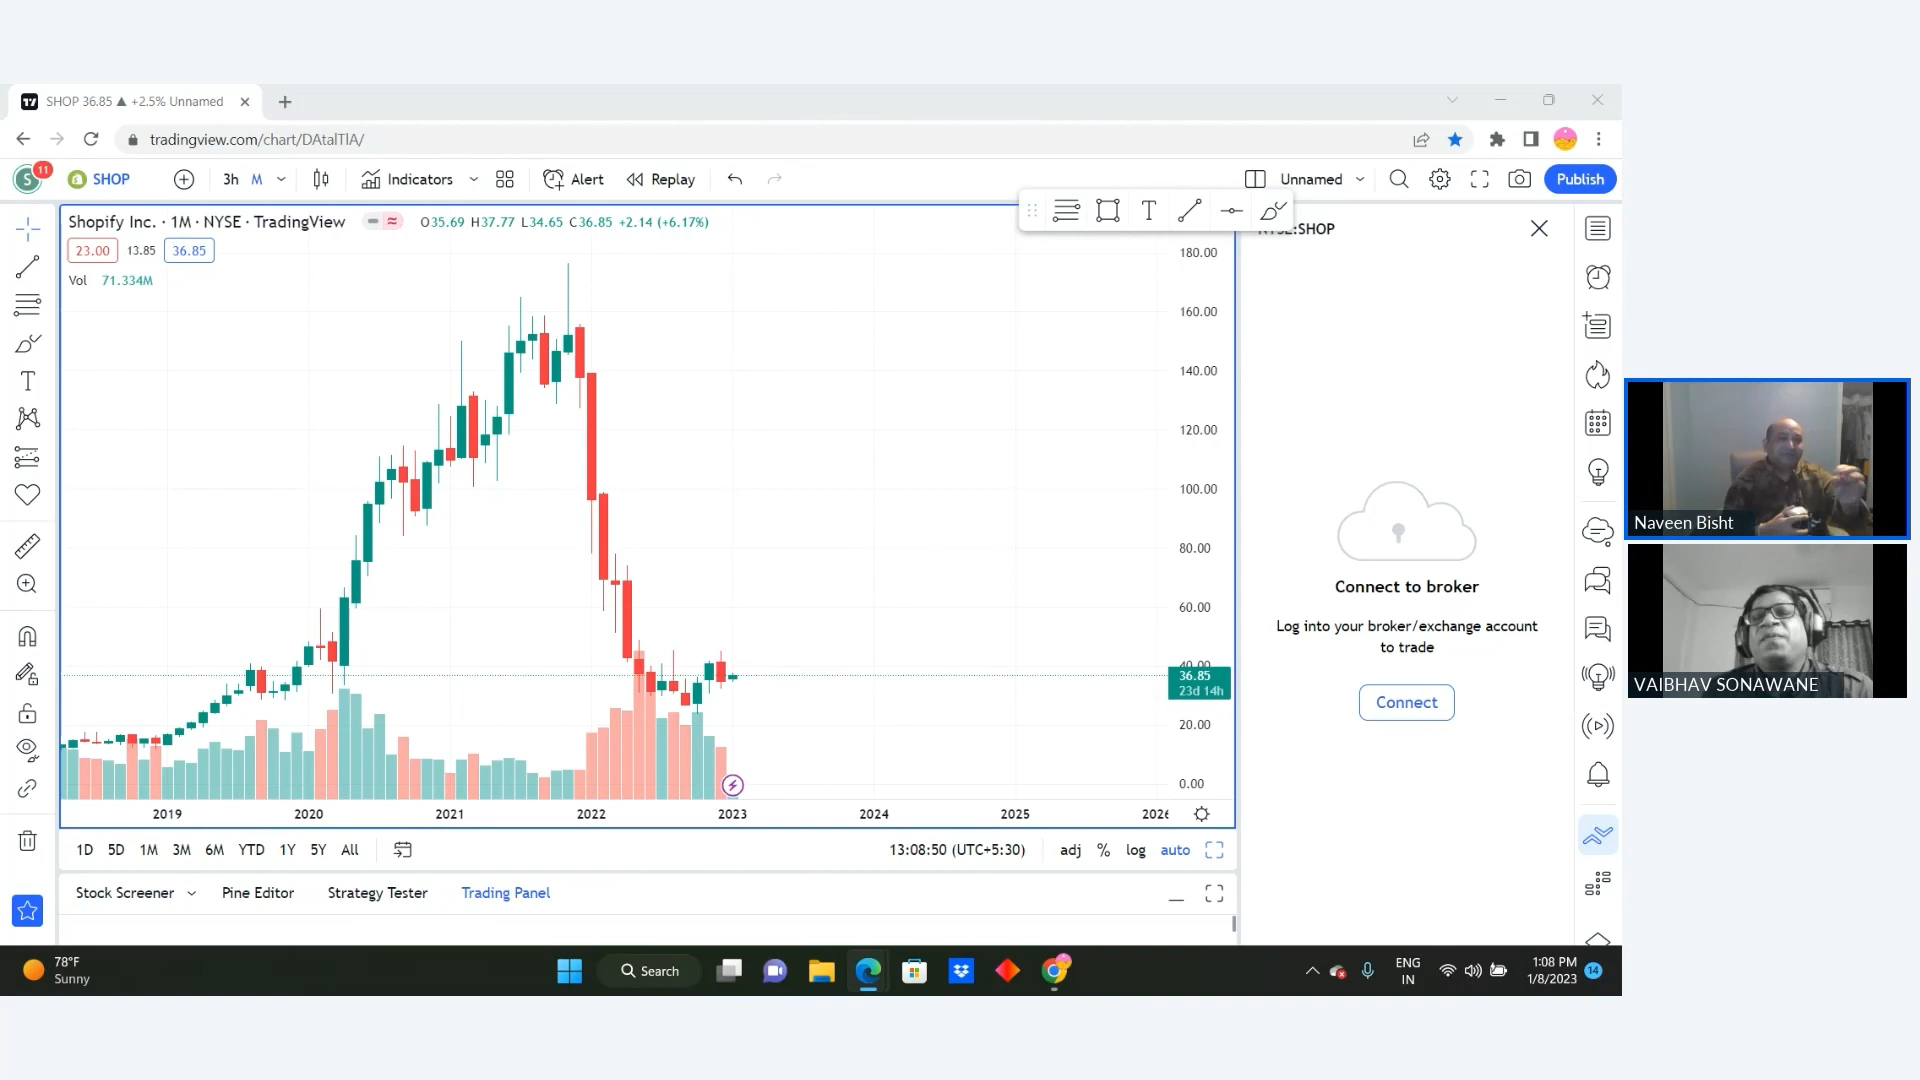 SHOP 36.85 ▲ +2.5% Unnamed
tradingview.com/chart/DAtalTlA/
S 11 SHOP 3h M Indicators Alert Replay Unnamed Publish
Shopify Inc. · 1M · NYSE · TradingView O35.69 H37.77 L34.65 C36.85 +2.14 (+6.17%)
23.00 13.85 36.85
Vol 71.334M
:SHOP
180.00
160.00
140.00
120.00
100.00
80.00
60.00
40.00
36.85
23d 14h
20.00
0.00
2019 2020 2021 2022 2023 2024 2025 2026
Connect to broker
Log into your broker/exchange account
to trade
Connect
1D 5D 1M 3M 6M YTD 1Y 5Y All 13:08:50 (UTC+5:30) adj % log auto
Stock Screener Pine Editor Strategy Tester Trading Panel
Naveen Bisht
VAIBHAV SONAWANE
78°F
Sunny
Search
ENG
IN
1:08 PM
1/8/2023
14